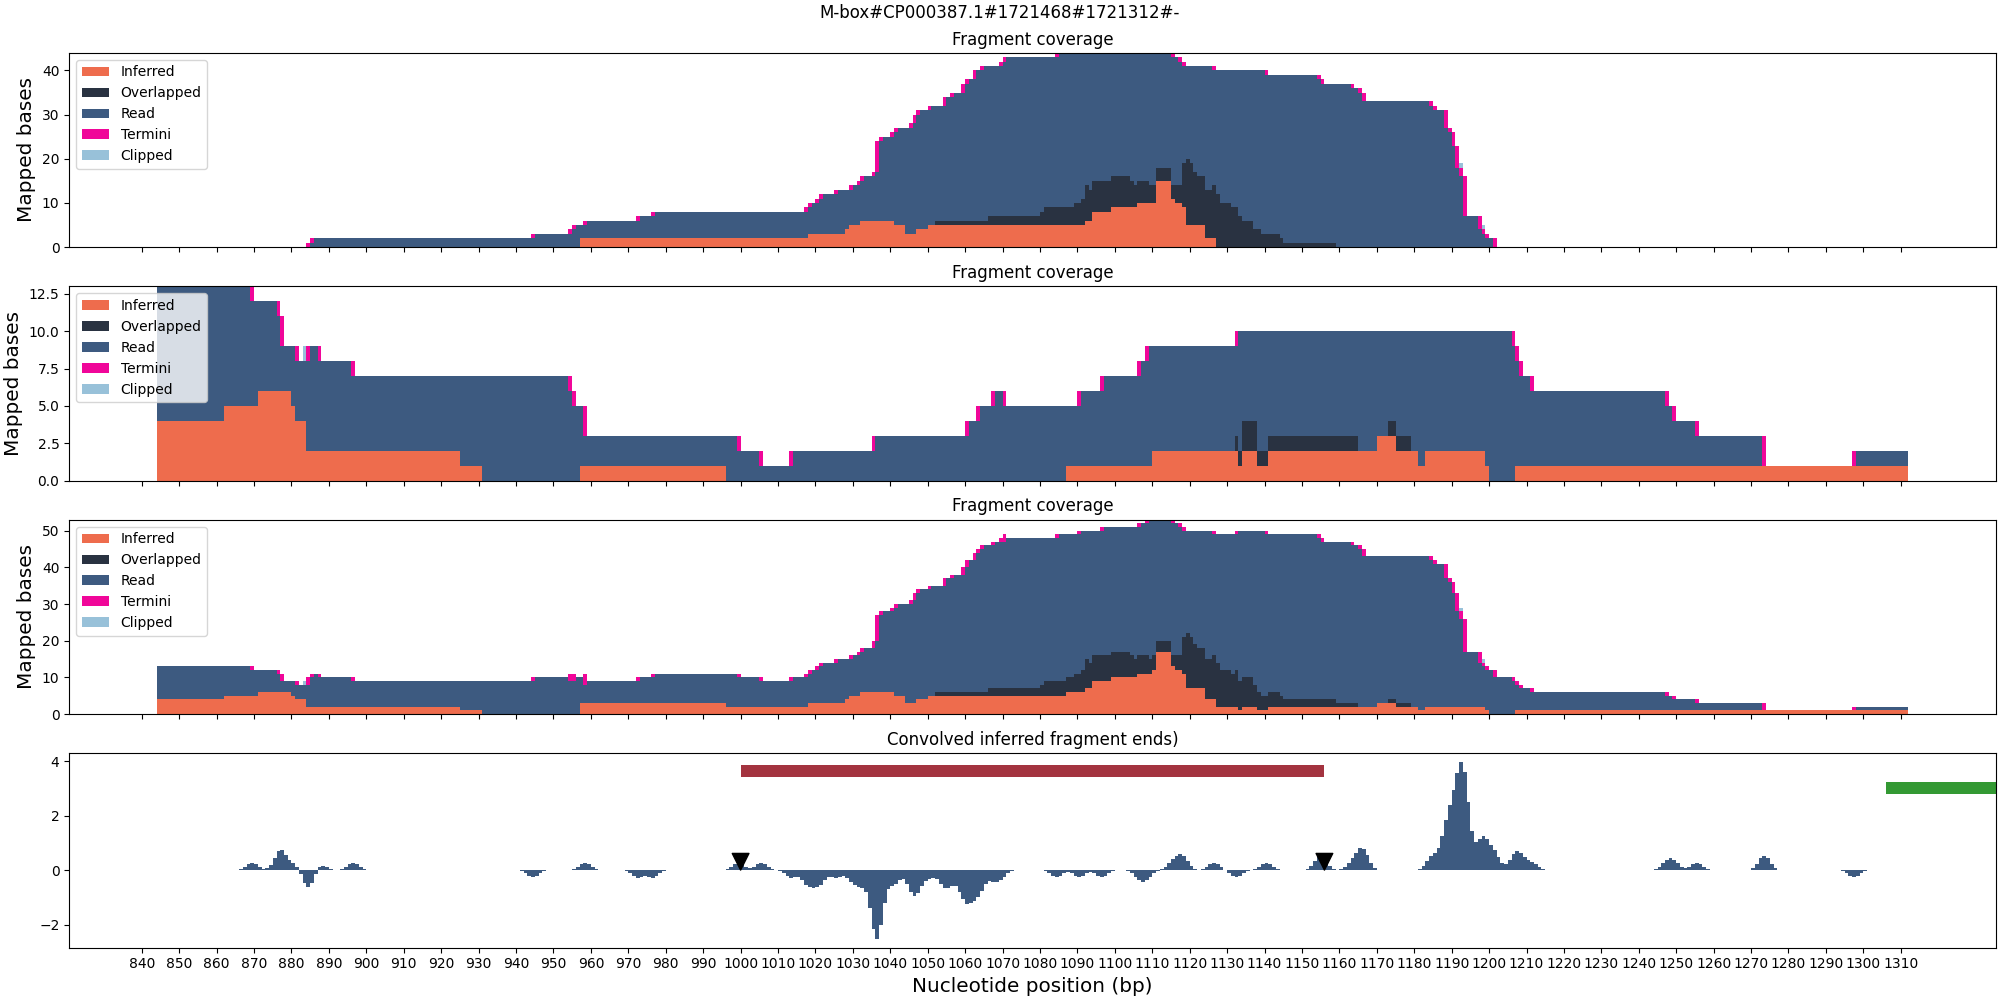 M-box#CP000387.1#1721468#1721312#-
Fragment coverage
Mapped bases
40
30
20
10
0
Inferred
Overlapped
Read
Termini
Clipped
Fragment coverage
Mapped bases
12.5
10.0
7.5
5.0
2.5
0.0
Inferred
Overlapped
Read
Termini
Clipped
Fragment coverage
Mapped bases
50
40
30
20
10
0
Inferred
Overlapped
Read
Termini
Clipped
Convolved inferred fragment ends)
4
2
0
−2
840 850 860 870 880 890 900 910 920 930 940 950 960 970 980 990 1000 1010 1020 1030 1040 1050 1060 1070 1080 1090 1100 1110 1120 1130 1140 1150 1160 1170 1180 1190 1200 1210 1220 1230 1240 1250 1260 1270 1280 1290 1300 1310
Nucleotide position (bp)